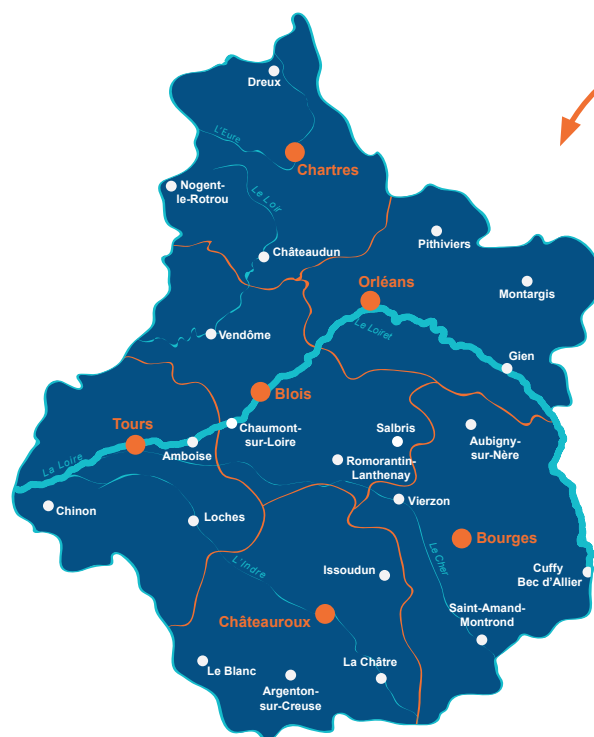 Dreux
L'Eure
Chartres
Nogent-
le-Rotrou
Le Loir
Pithiviers
Châteaudun
Orléans
Montargis
Le Loiret
Vendôme
Gien
Blois
Tours
Chaumont-
sur-Loire
Salbris
Aubigny-
sur-Nère
Amboise
La Loire
Romorantin-
Lanthenay
Vierzon
Chinon
Loches
Bourges
Le Cher
L'Indre
Issoudun
Cuffy
Bec d'Allier
Saint-Amand-
Montrond
Châteauroux
Le Blanc
La Châtre
Argenton-
sur-Creuse